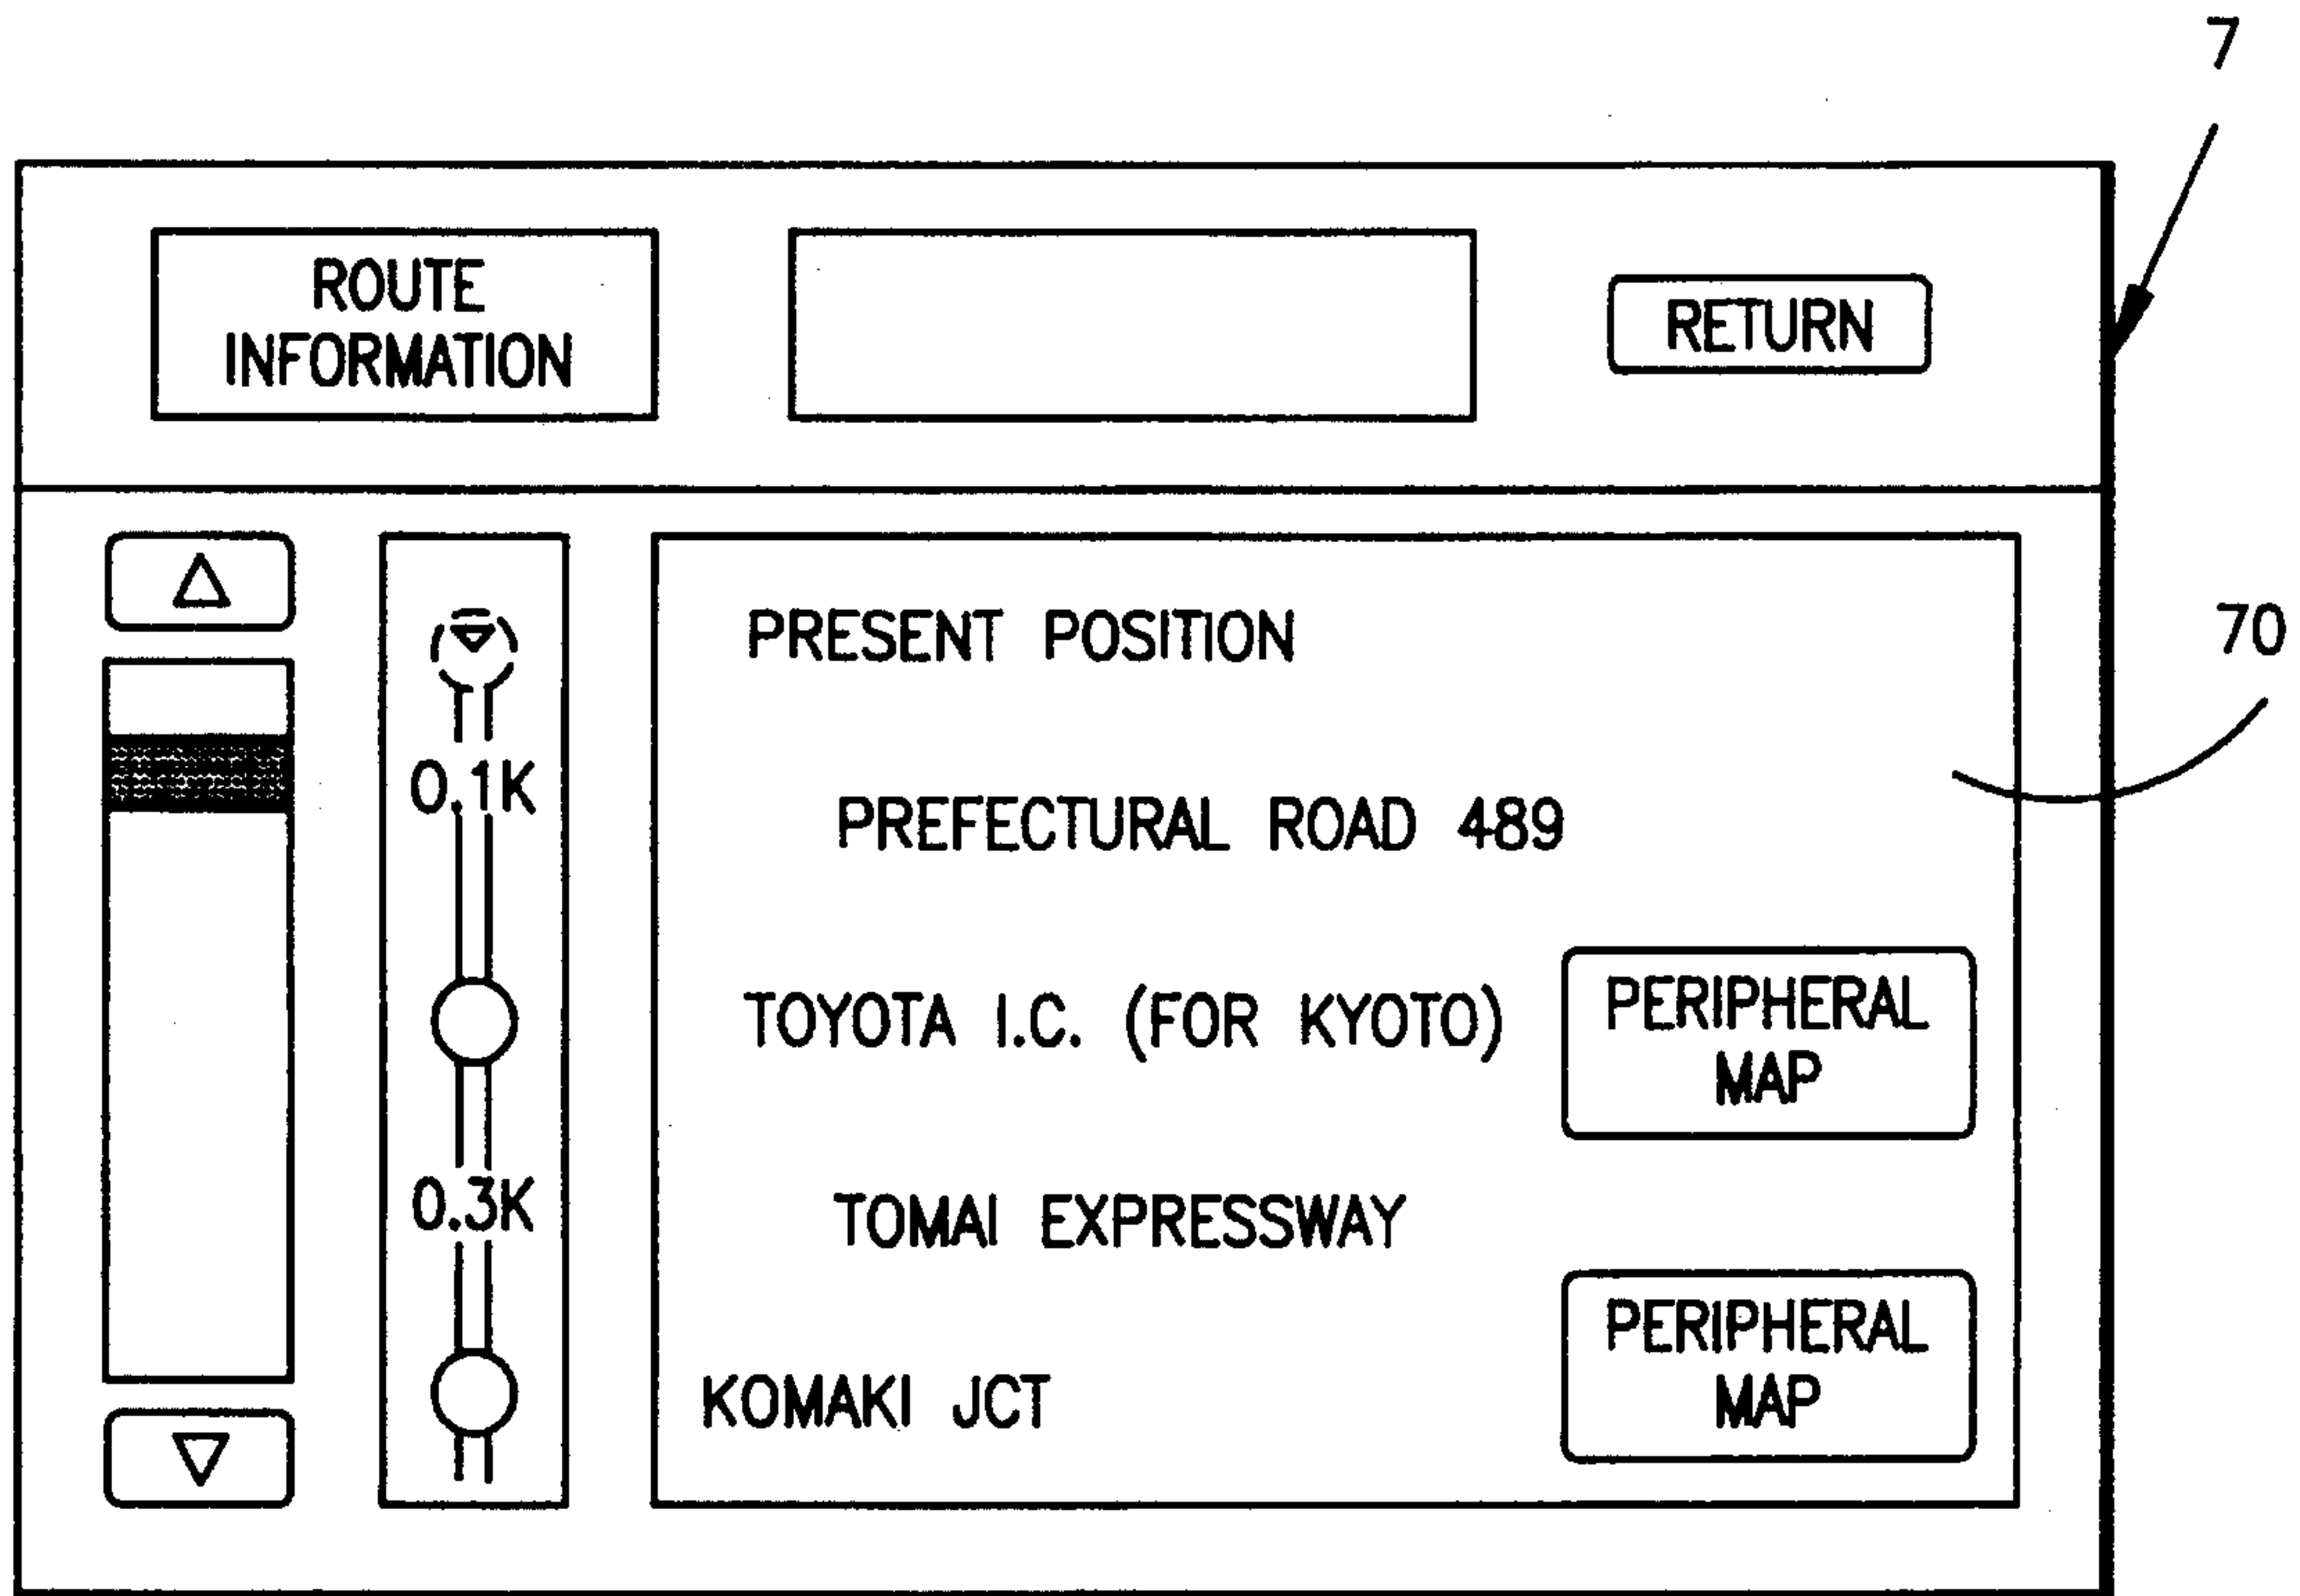 7
ROUTE
INFORMATION
RETURN
70
PRESENT POSITION
0.1K
PREFECTURAL ROAD 489
TOYOTA I.C. (FOR KYOTO)
PERIPHERAL
MAP
0.3K
TOMAI EXPRESSWAY
KOMAKI JCT
PERIPHERAL
MAP